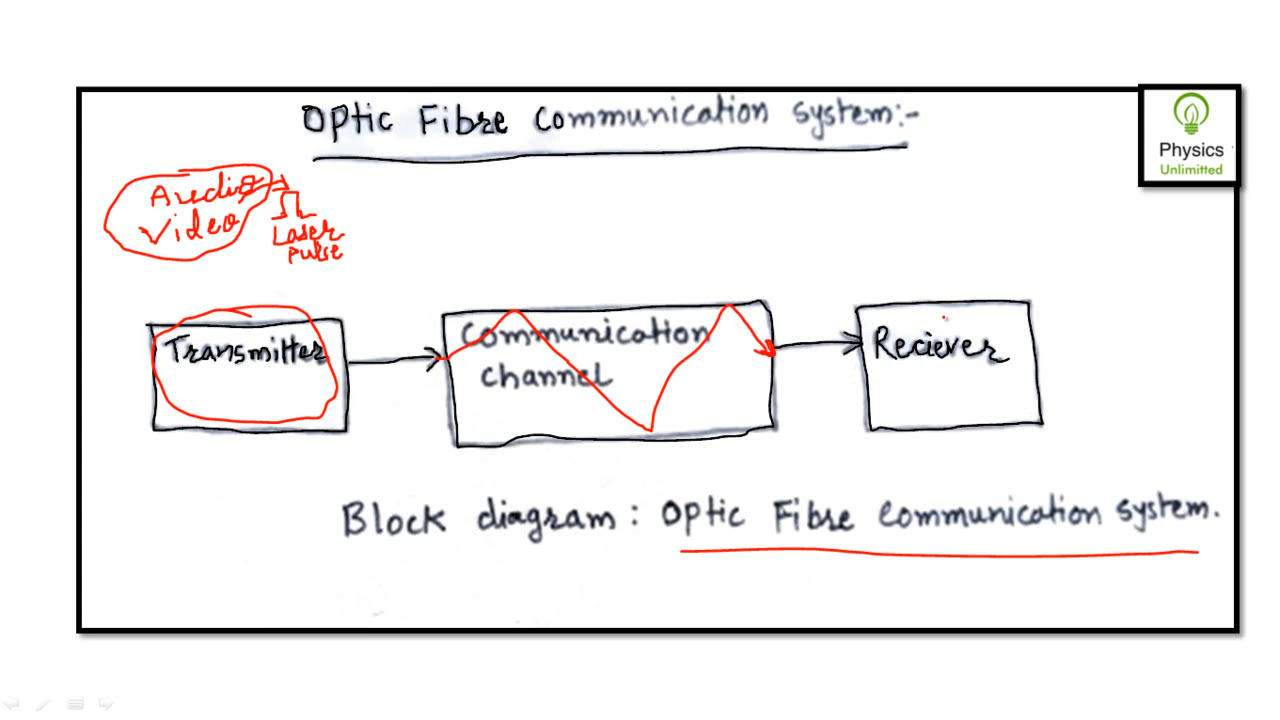 Optic Fibre Communication system:-
Physics
Unlimitted
Audio
Video
Laser
pulse
Transmitter
Communication
channel
Reciever
Block diagram: Optic Fibre Communication system.